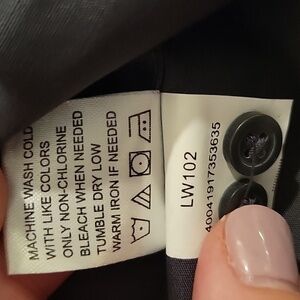 MACHINE WASH COLD
WITH LIKE COLORS
ONLY NON-CHLORINE
BLEACH WHEN NEEDED
TUMBLE DRY LOW
WARM IRON IF NEEDED
LW102
40041917353635